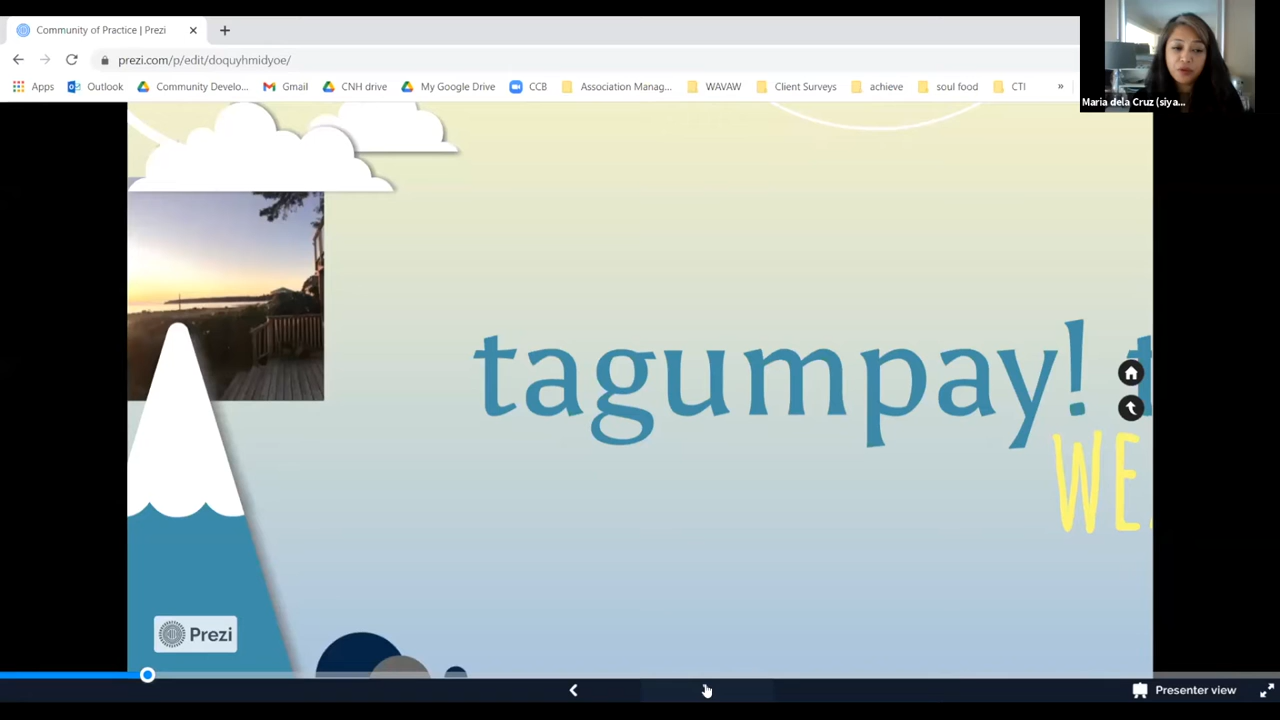 Community of Practice | Prezi
prezi.com/p/edit/doquyhmidyoe/
Apps Outlook Community Develo... Gmail CNH drive My Google Drive CCB Association Manag... WAVAW Client Surveys achieve soul food CTI »
Maria dela Cruz (siya...
tagumpay! t
WE
Prezi
Presenter view